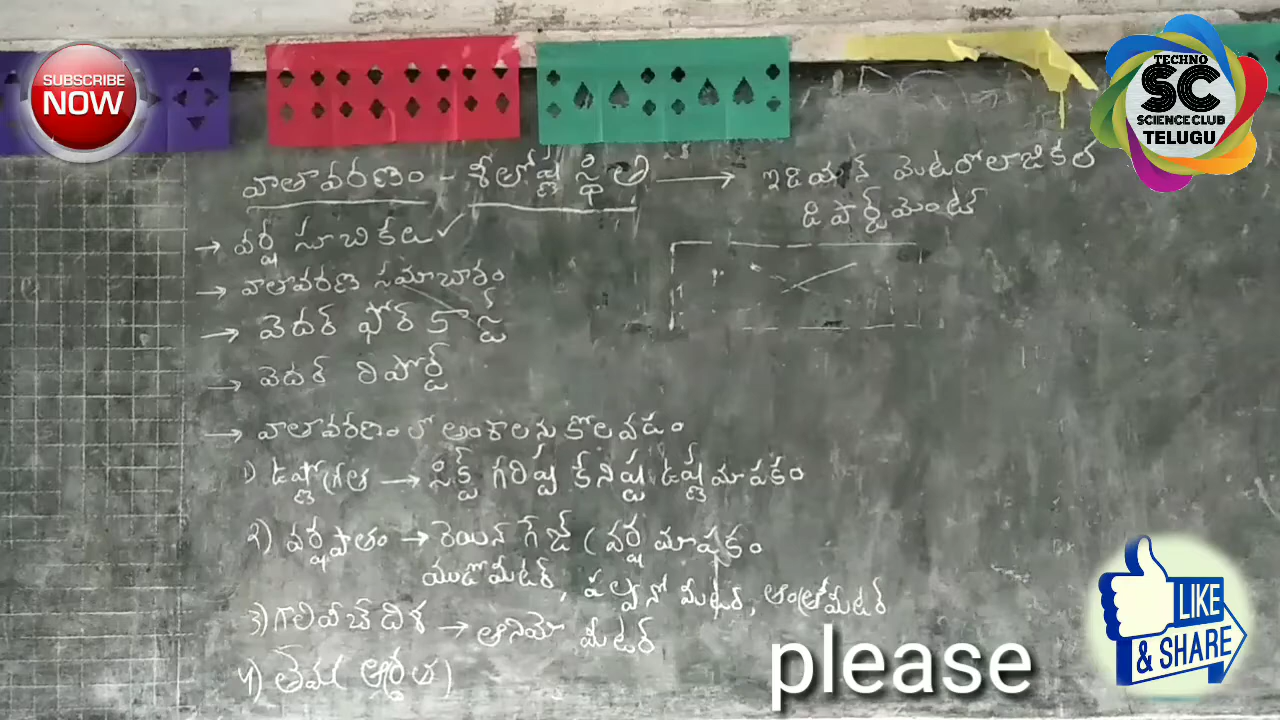 SUBSCRIBE
NOW
TECHNO
SC
SCIENCE CLUB
TELUGU
వాతావరణం - శీతోష్ణ స్థితి → ఇండియన్ మెటరోలాజికల్
డిపార్ట్మెంట్
→ వర్ష సూచికలు ✓
→ వాతావరణ సమాచారం
→ వెదర్ ఫోర్ కాస్ట్
→ వెదర్ రిపోర్ట్
→ వాతావరణంలో అంశాలను కొలవడం
1) ఉష్ణోగ్రత → సిక్స్ గరిష్ట కనిష్ట ఉష్ణమాపకం
2) వర్షపాతం → రెయిన్ గేజ్ ( వర్ష మాపకం
యుడోమీటర్, పల్వనో మీటర్, ఆంబ్రోమీటర్
3) గాలివీచే దిశ → అనిమో మీటర్
4) తేమ ( ఆర్ద్రత )
please
LIKE
& SHARE